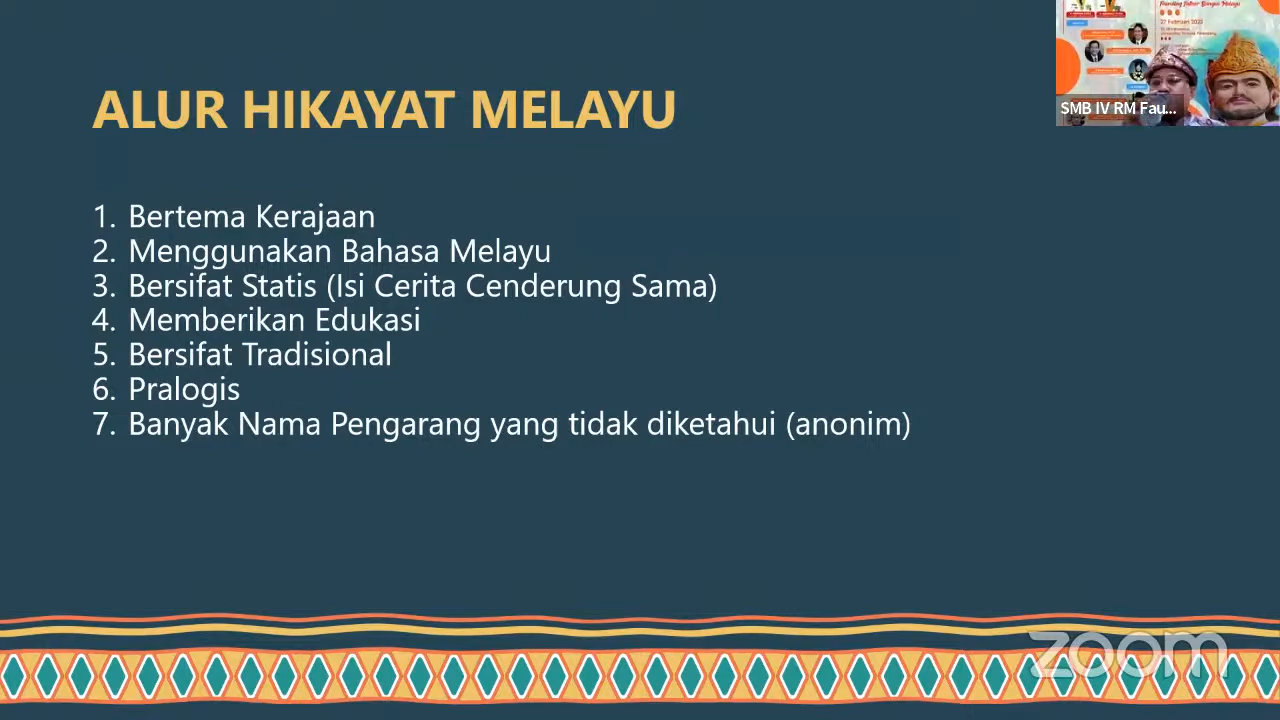 ALUR HIKAYAT MELAYU
1. Bertema Kerajaan
2. Menggunakan Bahasa Melayu
3. Bersifat Statis (Isi Cerita Cenderung Sama)
4. Memberikan Edukasi
5. Bersifat Tradisional
6. Pralogis
7. Banyak Nama Pengarang yang tidak diketahui (anonim)
SMB IV RM Fau...
zoom